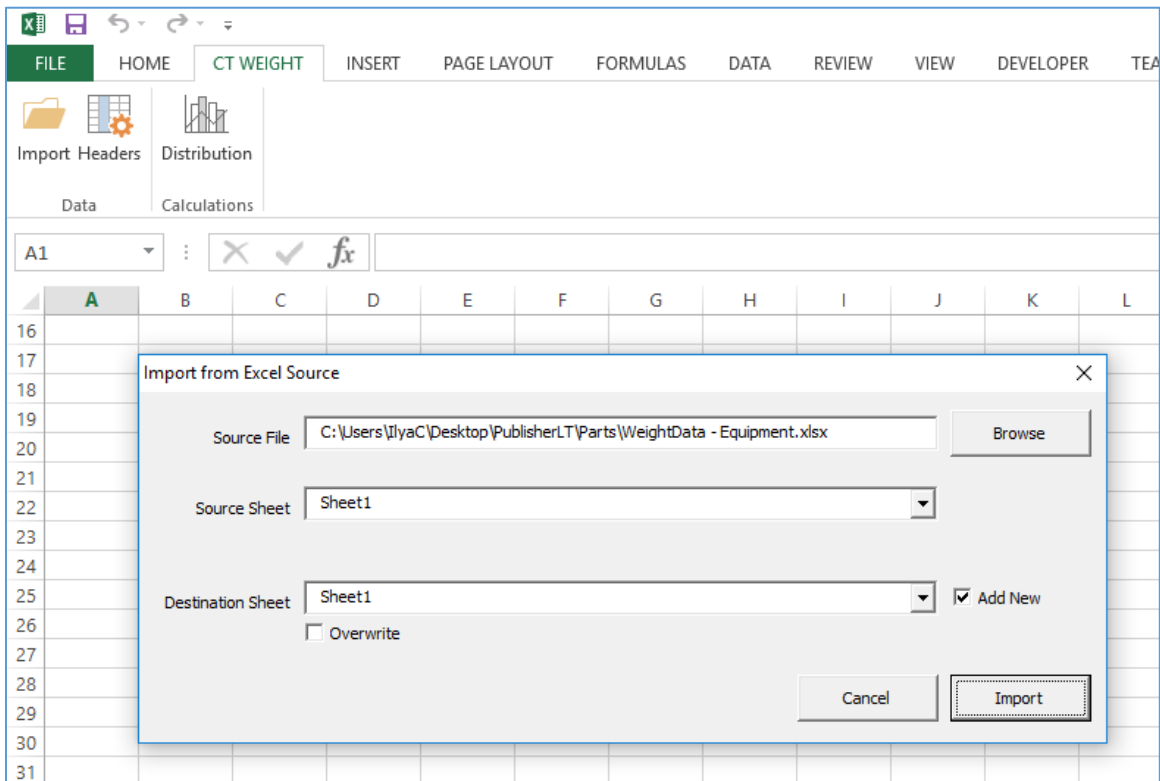 FILE HOME CT WEIGHT INSERT PAGE LAYOUT FORMULAS DATA REVIEW VIEW DEVELOPER TEA
Import Headers Distribution
Data Calculations
A1 fx
A B C D E F G H I J K L
16
17
Import from Excel Source
18
19
Source File C:\Users\IlyaC\Desktop\PublisherLT\Parts\WeightData - Equipment.xlsx Browse
20
21
22
Source Sheet Sheet1
23
24
25
Destination Sheet Sheet1 Add New
26
Overwrite
27
28
Cancel Import
29
30
31